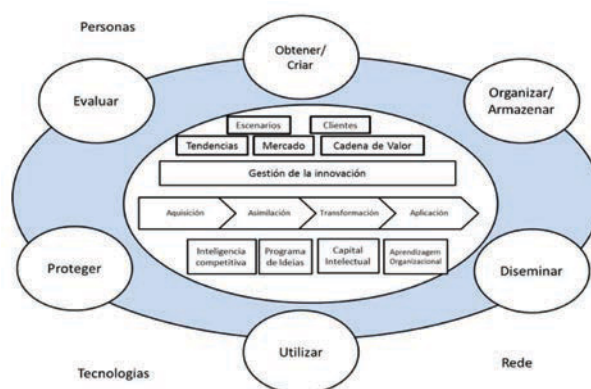 Personas
Obtener/
Criar
Evaluar
Organizar/
Armazenar
Escenarios
Clientes
Tendencias
Mercado
Cadena de Valor
Gestión de la innovación
Aquisición
Asimilación
Transformación
Aplicación
Inteligencia
competitiva
Programa
de Ideias
Capital
Intelectual
Aprendizagem
Organizacional
Proteger
Diseminar
Utilizar
Tecnologias
Rede